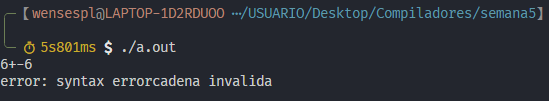 [wensespl@LAPTOP-1D2RDUOO ⋯/USUARIO/Desktop/Compiladores/semana5]
5s801ms $ ./a.out
6+-6
error: syntax errorcadena invalida